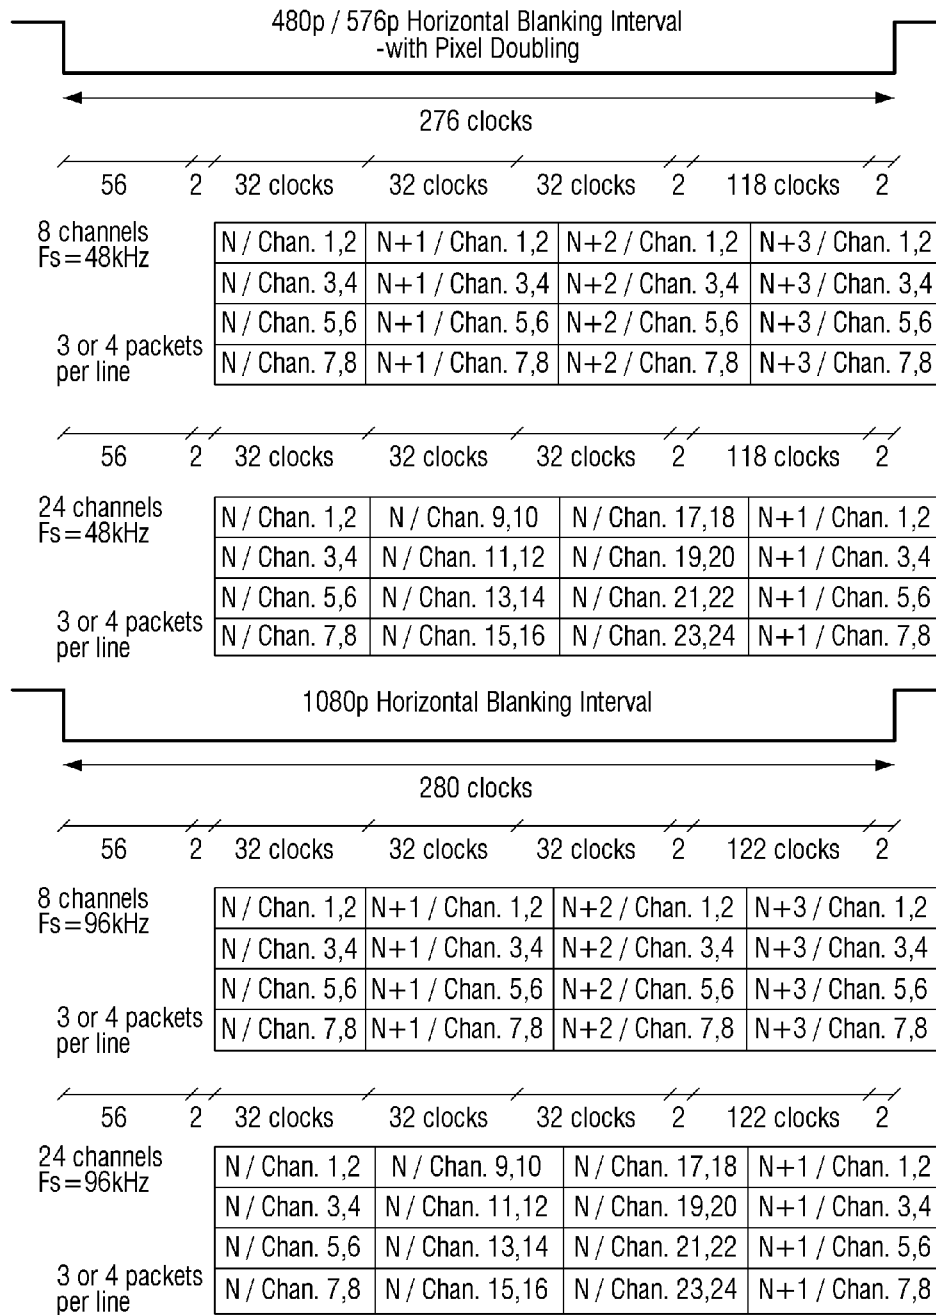 480p / 576p Horizontal Blanking Interval
-with Pixel Doubling
276 clocks
56 2 32 clocks 32 clocks 32 clocks 2 118 clocks 2
8 channels
Fs=48kHz
3 or 4 packets
per line
N / Chan. 1,2 N+1 / Chan. 1,2 N+2 / Chan. 1,2 N+3 / Chan. 1,2
N / Chan. 3,4 N+1 / Chan. 3,4 N+2 / Chan. 3,4 N+3 / Chan. 3,4
N / Chan. 5,6 N+1 / Chan. 5,6 N+2 / Chan. 5,6 N+3 / Chan. 5,6
N / Chan. 7,8 N+1 / Chan. 7,8 N+2 / Chan. 7,8 N+3 / Chan. 7,8
56 2 32 clocks 32 clocks 32 clocks 2 118 clocks 2
24 channels
Fs=48kHz
3 or 4 packets
per line
N / Chan. 1,2 N / Chan. 9,10 N / Chan. 17,18 N+1 / Chan. 1,2
N / Chan. 3,4 N / Chan. 11,12 N / Chan. 19,20 N+1 / Chan. 3,4
N / Chan. 5,6 N / Chan. 13,14 N / Chan. 21,22 N+1 / Chan. 5,6
N / Chan. 7,8 N / Chan. 15,16 N / Chan. 23,24 N+1 / Chan. 7,8
1080p Horizontal Blanking Interval
280 clocks
56 2 32 clocks 32 clocks 32 clocks 2 122 clocks 2
8 channels
Fs=96kHz
3 or 4 packets
per line
N / Chan. 1,2 N+1 / Chan. 1,2 N+2 / Chan. 1,2 N+3 / Chan. 1,2
N / Chan. 3,4 N+1 / Chan. 3,4 N+2 / Chan. 3,4 N+3 / Chan. 3,4
N / Chan. 5,6 N+1 / Chan. 5,6 N+2 / Chan. 5,6 N+3 / Chan. 5,6
N / Chan. 7,8 N+1 / Chan. 7,8 N+2 / Chan. 7,8 N+3 / Chan. 7,8
56 2 32 clocks 32 clocks 32 clocks 2 122 clocks 2
24 channels
Fs=96kHz
3 or 4 packets
per line
N / Chan. 1,2 N / Chan. 9,10 N / Chan. 17,18 N+1 / Chan. 1,2
N / Chan. 3,4 N / Chan. 11,12 N / Chan. 19,20 N+1 / Chan. 3,4
N / Chan. 5,6 N / Chan. 13,14 N / Chan. 21,22 N+1 / Chan. 5,6
N / Chan. 7,8 N / Chan. 15,16 N / Chan. 23,24 N+1 / Chan. 7,8